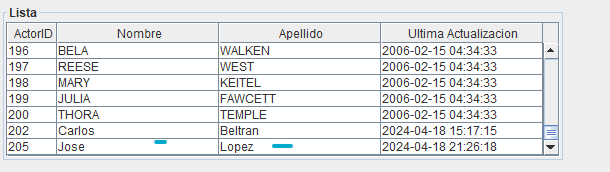 Lista
ActorID Nombre Apellido Ultima Actualizacion
196 BELA WALKEN 2006-02-15 04:34:33
197 REESE WEST 2006-02-15 04:34:33
198 MARY KEITEL 2006-02-15 04:34:33
199 JULIA FAWCETT 2006-02-15 04:34:33
200 THORA TEMPLE 2006-02-15 04:34:33
202 Carlos Beltran 2024-04-18 15:17:15
205 Jose Lopez 2024-04-18 21:26:18